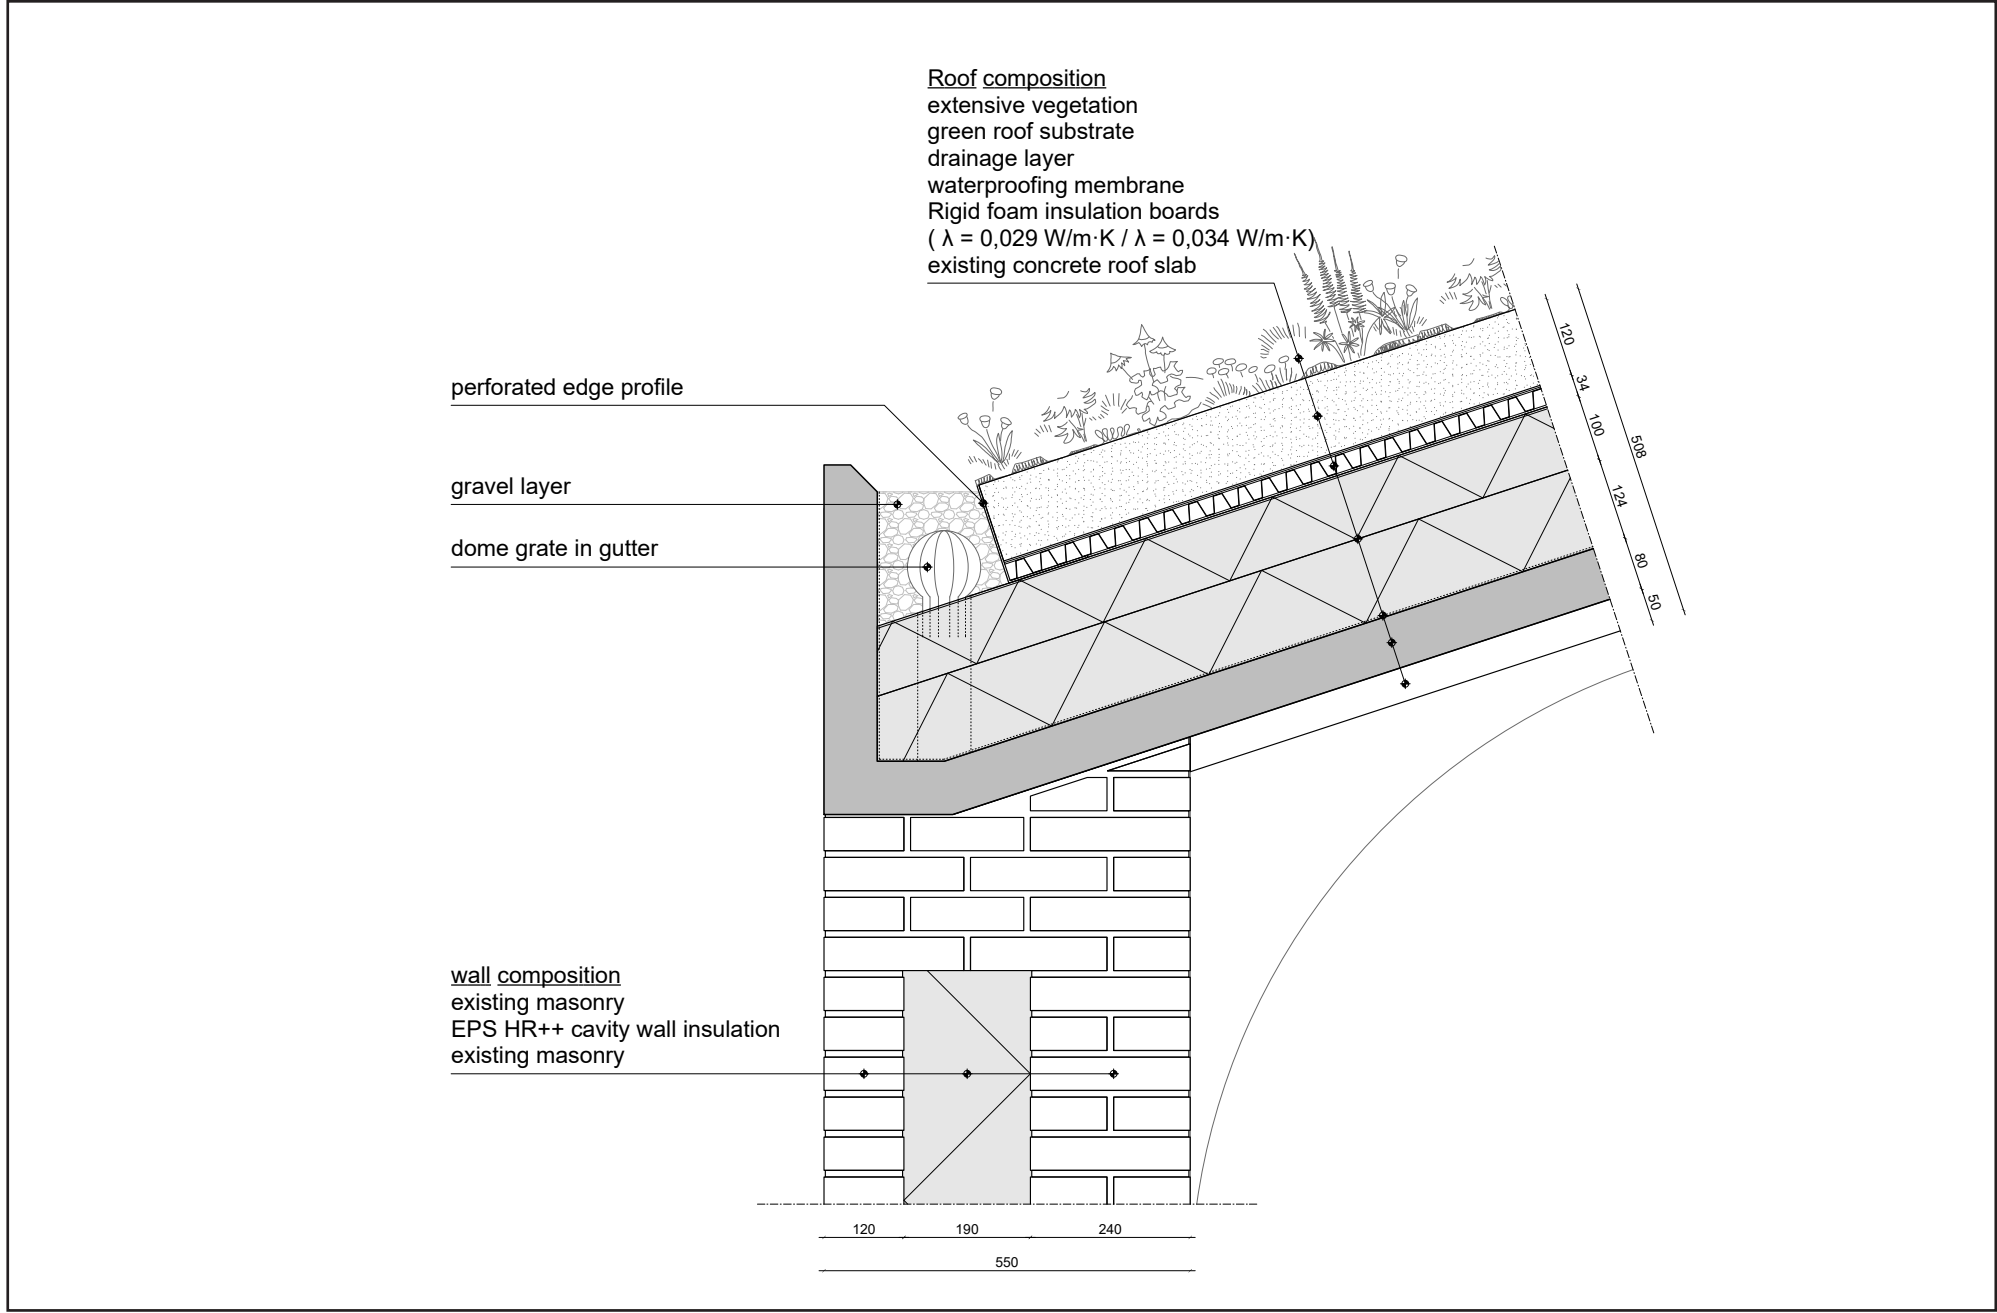 Roof composition
extensive vegetation
green roof substrate
drainage layer
waterproofing membrane
Rigid foam insulation boards
( λ = 0,029 W/m·K / λ = 0,034 W/m·K)
existing concrete roof slab
perforated edge profile
gravel layer
dome grate in gutter
120
34
100
124
80
50
508
wall composition
existing masonry
EPS HR++ cavity wall insulation
existing masonry
120 190 240
550